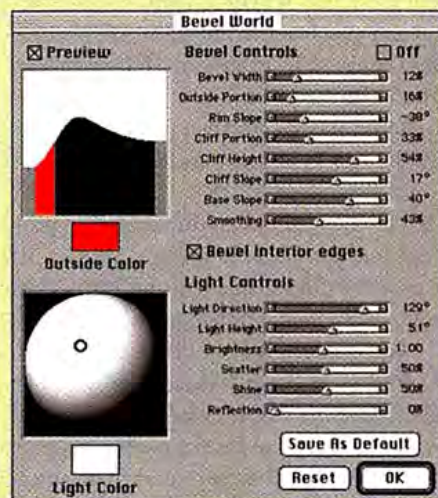 Bevel World
Preview
Bevel Controls
Off
Bevel Width 12%
Outside Portion 16%
Rim Slope -38°
Cliff Portion 33%
Cliff Height 54%
Cliff Slope 17°
Base Slope 40°
Smoothing 43%
Outside Color
Bevel Interior edges
Light Controls
Light Direction 129°
Light Height 51°
Brightness 1.00
Scatter 50%
Shine 50%
Reflection 0%
Light Color
Save As Default
Reset
OK